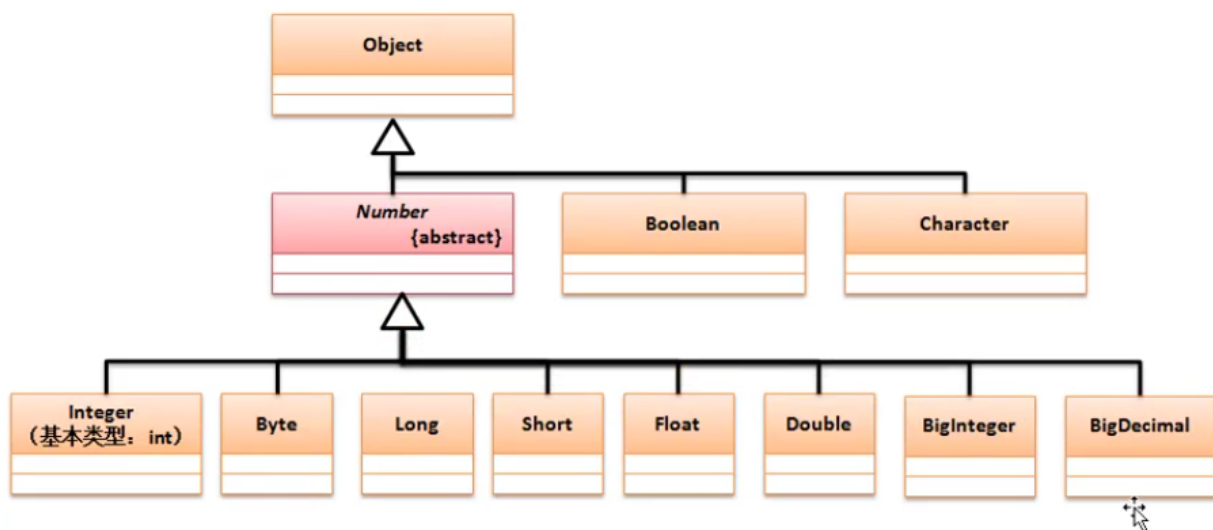 Object
Number
{abstract}
Boolean
Character
Integer
（基本类型：int）
Byte
Long
Short
Float
Double
BigInteger
BigDecimal